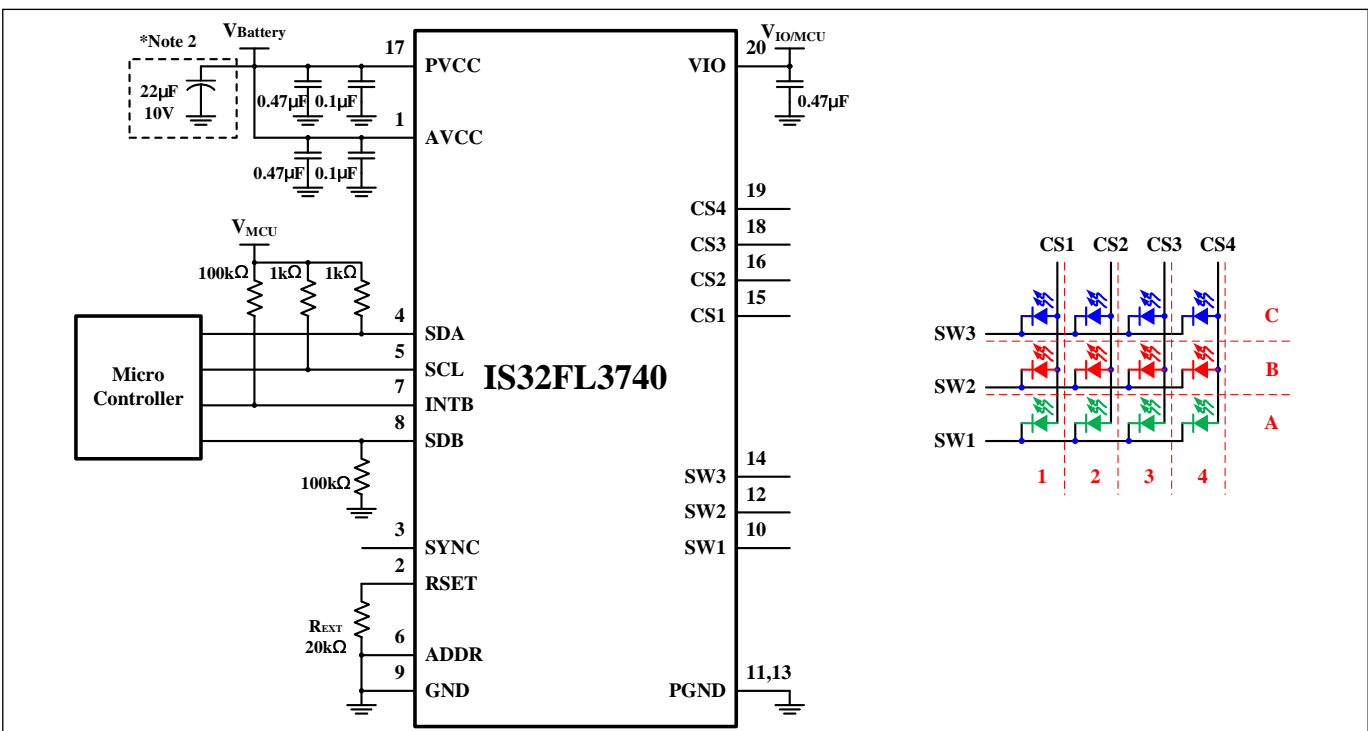 *Note 2
VBattery
22μF
10V
0.47μF
0.1μF
0.47μF
0.1μF
17
PVCC
1
AVCC
VMCU
100kΩ
1kΩ
1kΩ
Micro
Controller
4
SDA
5
SCL
7
INTB
8
SDB
100kΩ
3
SYNC
2
RSET
REXT
20kΩ
6
ADDR
9
GND
IS32FL3740
20
VIO
VIO/MCU
0.47μF
19
CS4
18
CS3
16
CS2
15
CS1
14
SW3
12
SW2
10
SW1
11,13
PGND
CS1 CS2 CS3 CS4
SW3
C
SW2
B
SW1
A
1 2 3 4